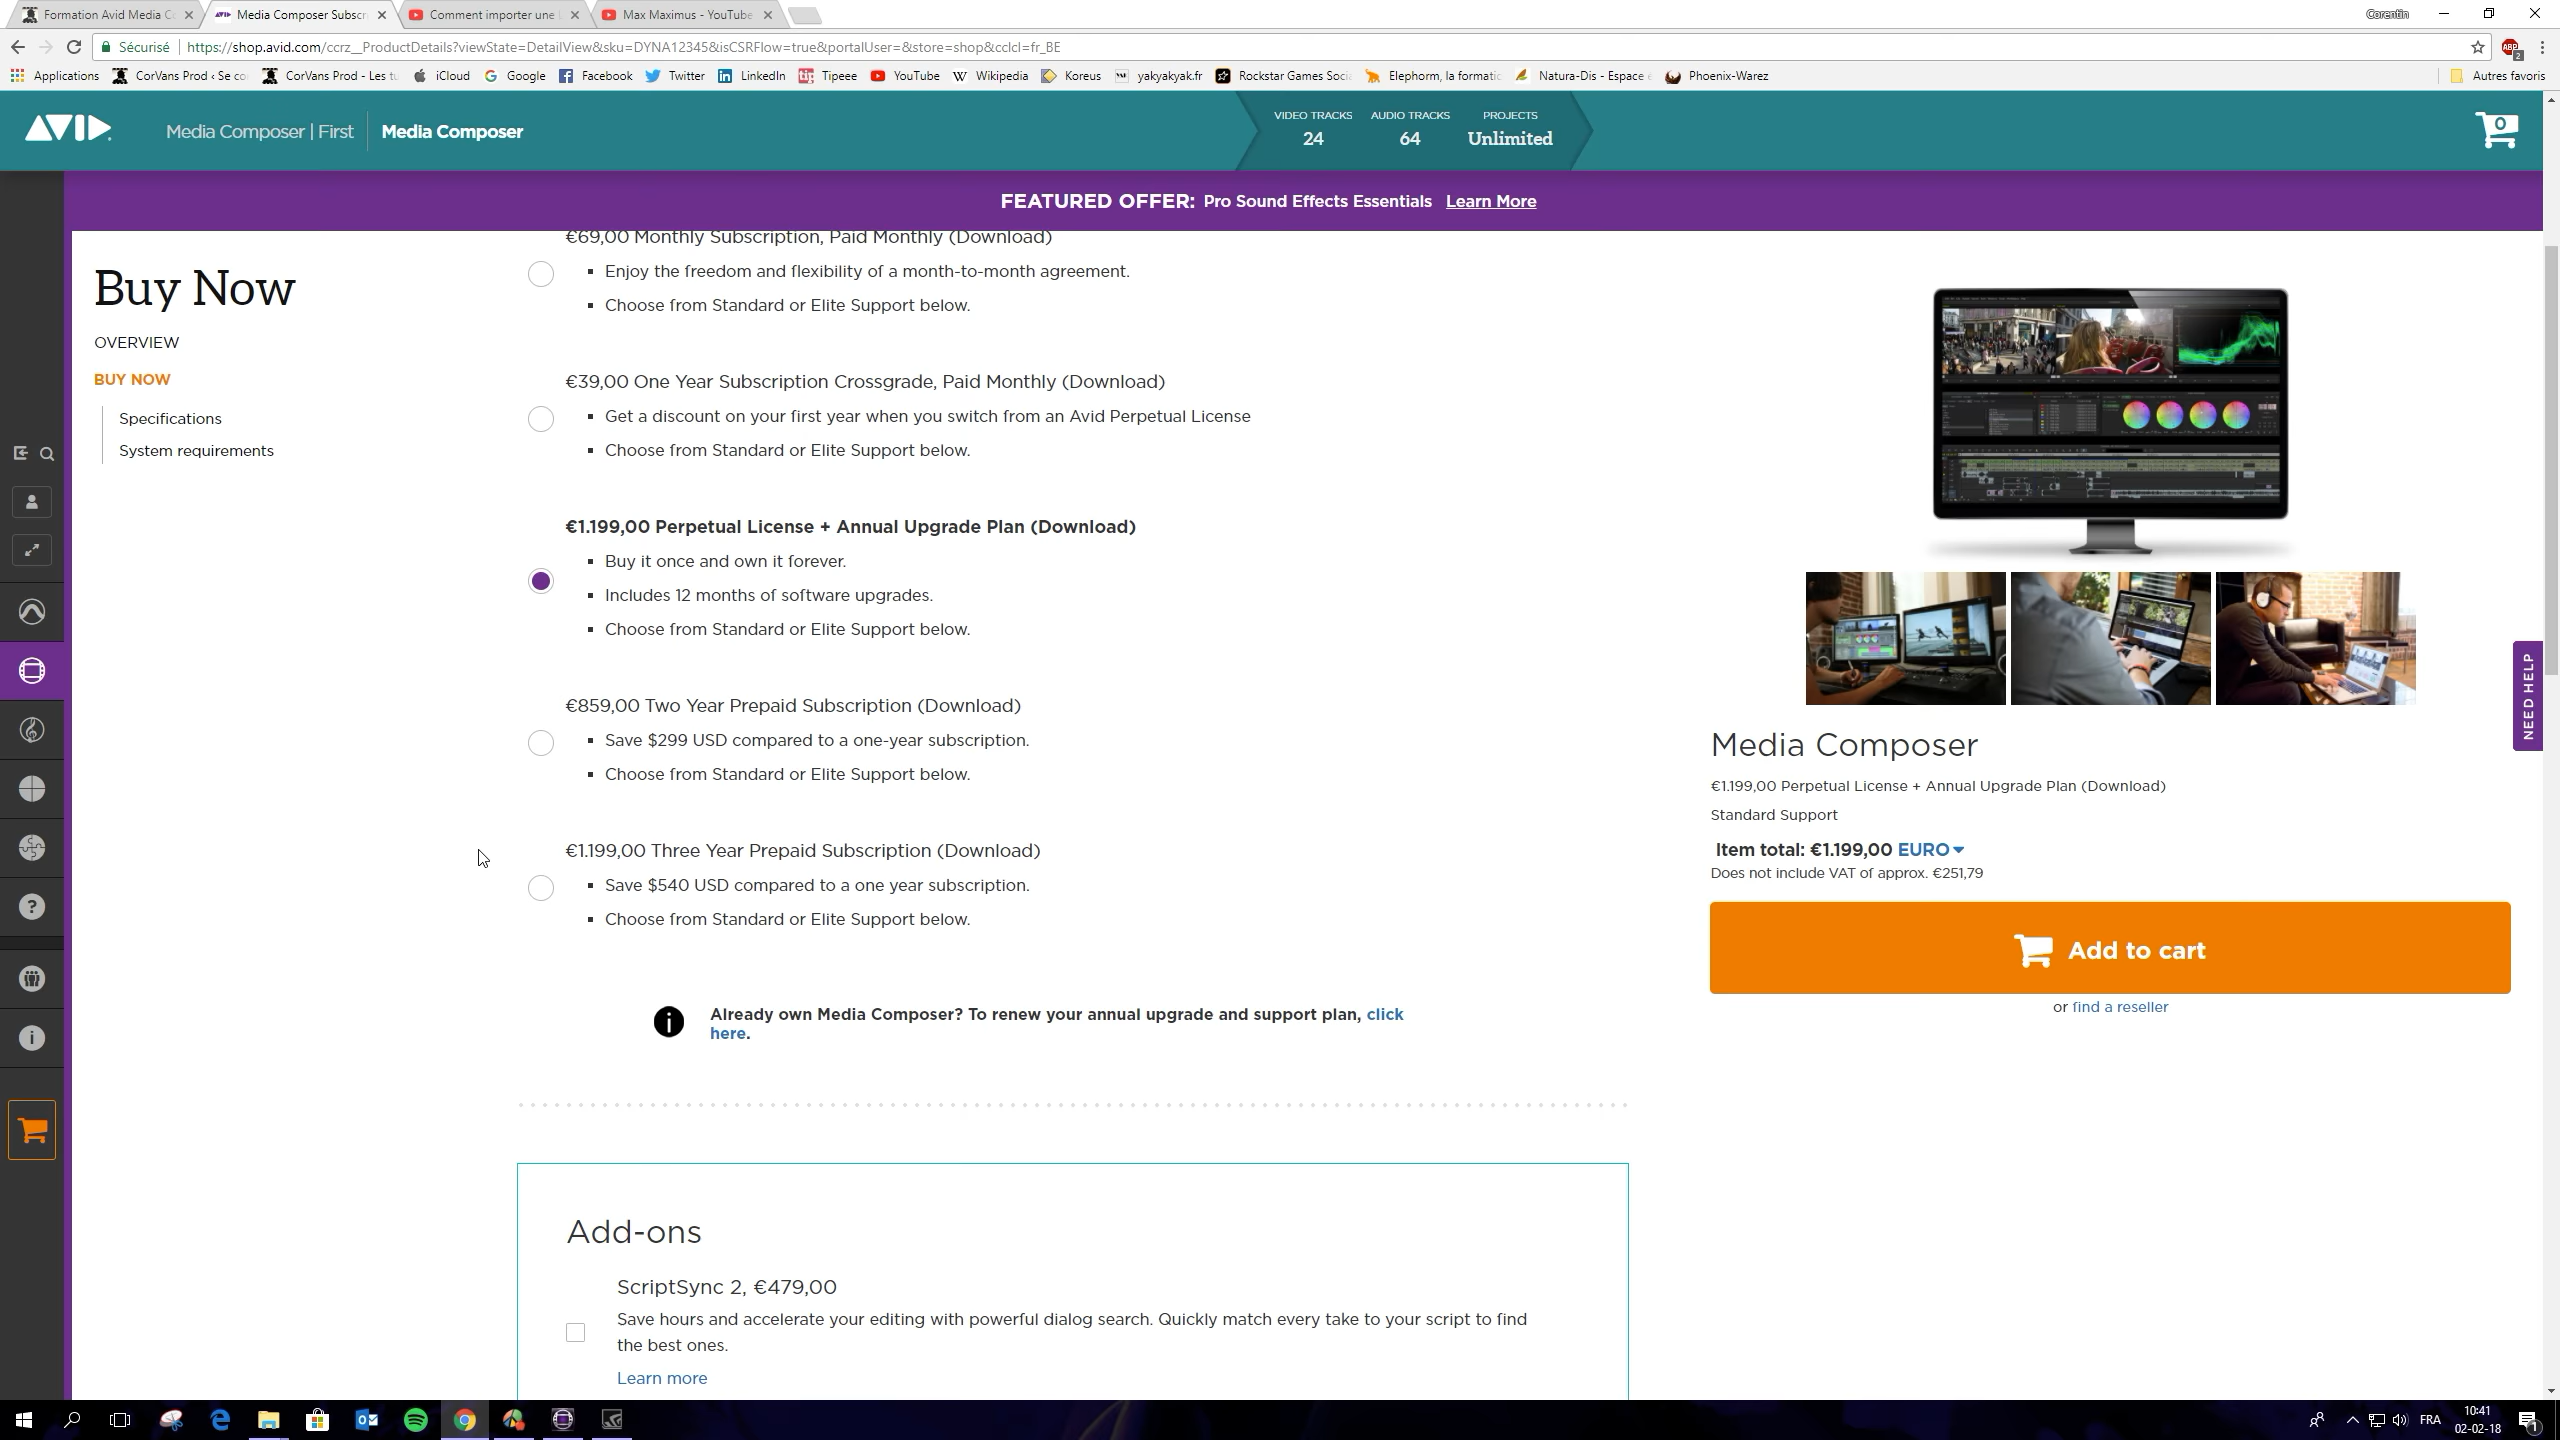 Formation Avid Media C
Media Composer Subscri
Comment importer une
Max Maximus - YouTube
Corentin
Sécurisé
https://shop.avid.com/ccrz__ProductDetails?viewState=DetailView&sku=DYNA12345&isCSRFlow=true&portalUser=&store=shop&cclcl=fr_BE
ABP
2
Applications
CorVans Prod ‹ Se co
CorVans Prod - Les tu
iCloud
Google
Facebook
Twitter
LinkedIn
Tipeee
YouTube
Wikipedia
Koreus
yakyakyak.fr
Rockstar Games Socia
Elephorm, la formatic
Natura-Dis - Espace
Phoenix-Warez
Autres favoris
AVID
Media Composer | First
Media Composer
VIDEO TRACKS
24
AUDIO TRACKS
64
PROJECTS
Unlimited
0
FEATURED OFFER: Pro Sound Effects Essentials Learn More
Buy Now
OVERVIEW
BUY NOW
Specifications
System requirements
€69,00 Monthly Subscription, Paid Monthly (Download)
Enjoy the freedom and flexibility of a month-to-month agreement.
Choose from Standard or Elite Support below.
€39,00 One Year Subscription Crossgrade, Paid Monthly (Download)
Get a discount on your first year when you switch from an Avid Perpetual License
Choose from Standard or Elite Support below.
€1.199,00 Perpetual License + Annual Upgrade Plan (Download)
Buy it once and own it forever.
Includes 12 months of software upgrades.
Choose from Standard or Elite Support below.
€859,00 Two Year Prepaid Subscription (Download)
Save $299 USD compared to a one-year subscription.
Choose from Standard or Elite Support below.
€1.199,00 Three Year Prepaid Subscription (Download)
Save $540 USD compared to a one year subscription.
Choose from Standard or Elite Support below.
Already own Media Composer? To renew your annual upgrade and support plan, click
here.
Add-ons
ScriptSync 2, €479,00
Save hours and accelerate your editing with powerful dialog search. Quickly match every take to your script to find
the best ones.
Learn more
NEED HELP
Media Composer
€1.199,00 Perpetual License + Annual Upgrade Plan (Download)
Standard Support
Item total: €1.199,00 EURO
Does not include VAT of approx. €251,79
Add to cart
or find a reseller
FRA
10:41
02-02-18
1